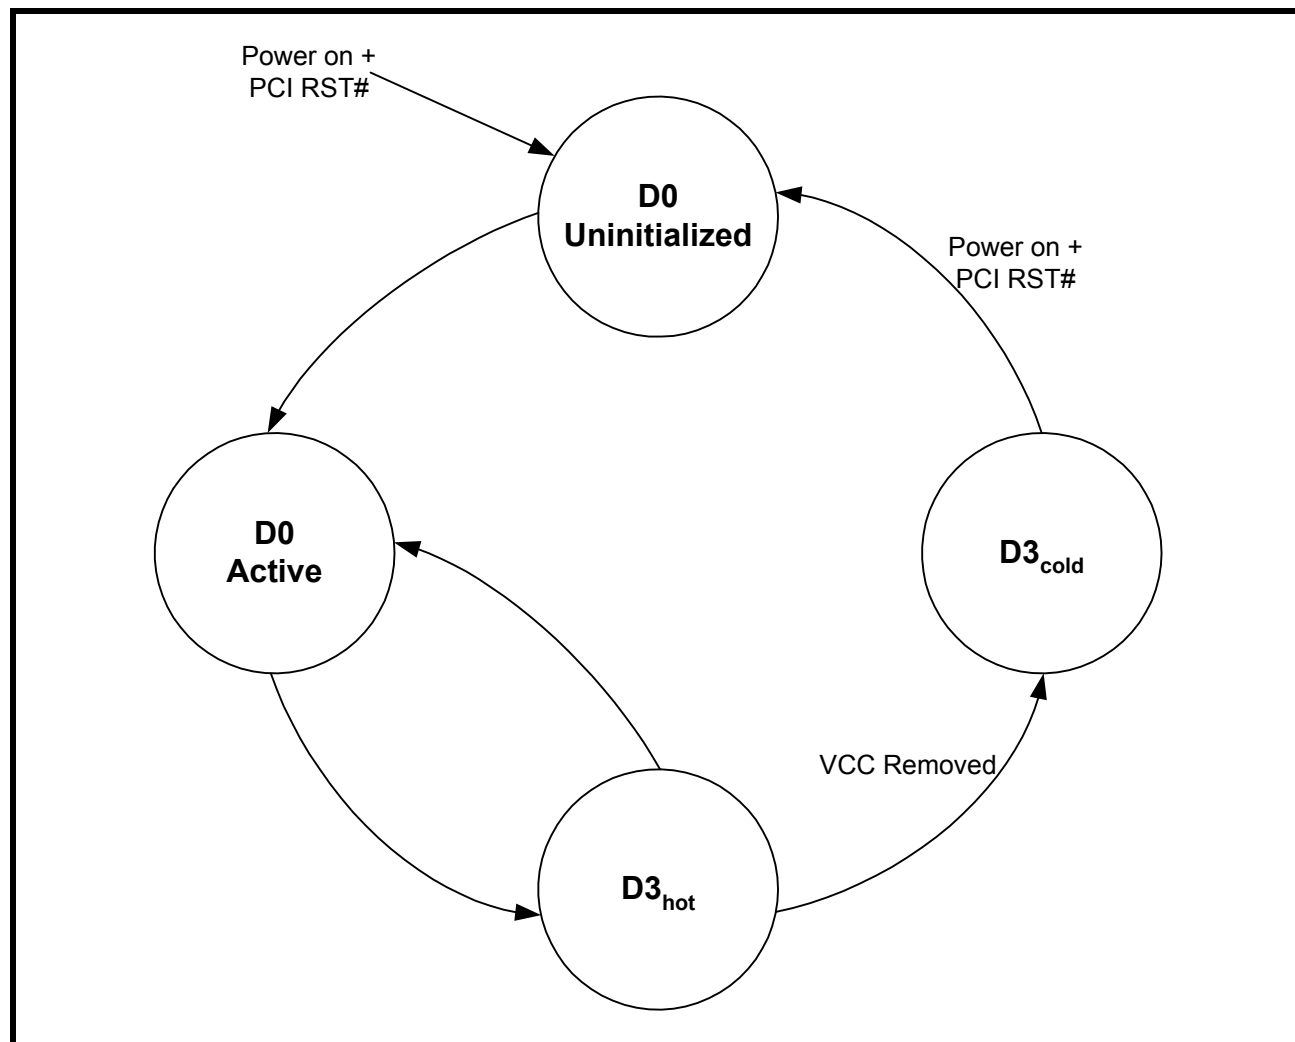 Power on +
PCI RST#
D0
Uninitialized
Power on +
PCI RST#
D0
Active
D3cold
VCC Removed
D3hot